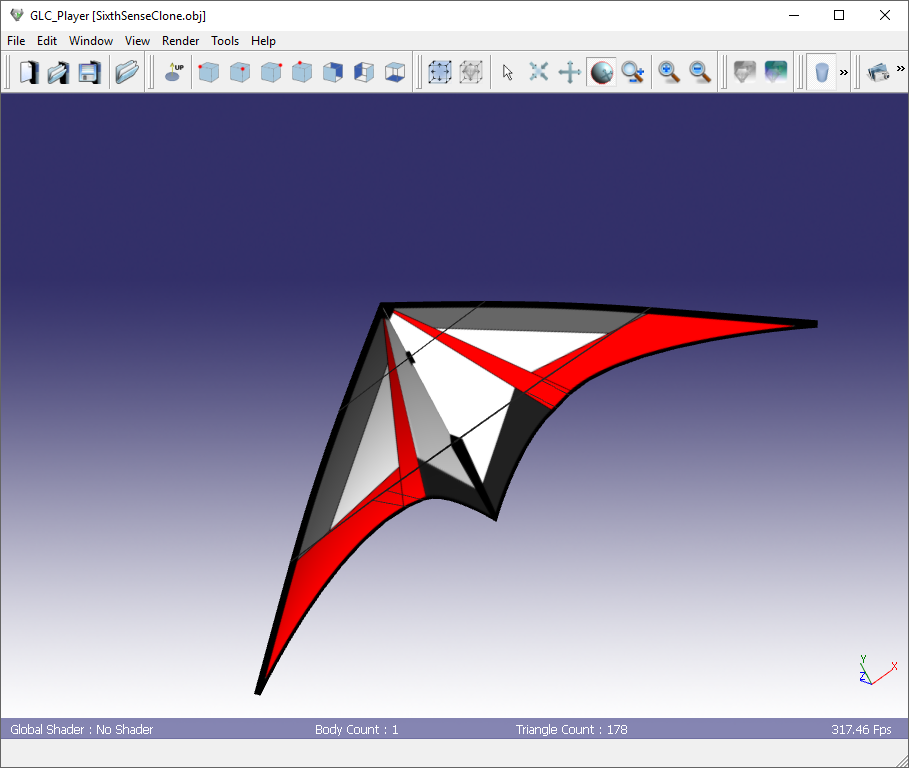 GLC_Player [SixthSenseClone.obj]
File Edit Window View Render Tools Help
UP
Y
X
Z
Global Shader : No Shader Body Count : 1 Triangle Count : 178 317.46 Fps